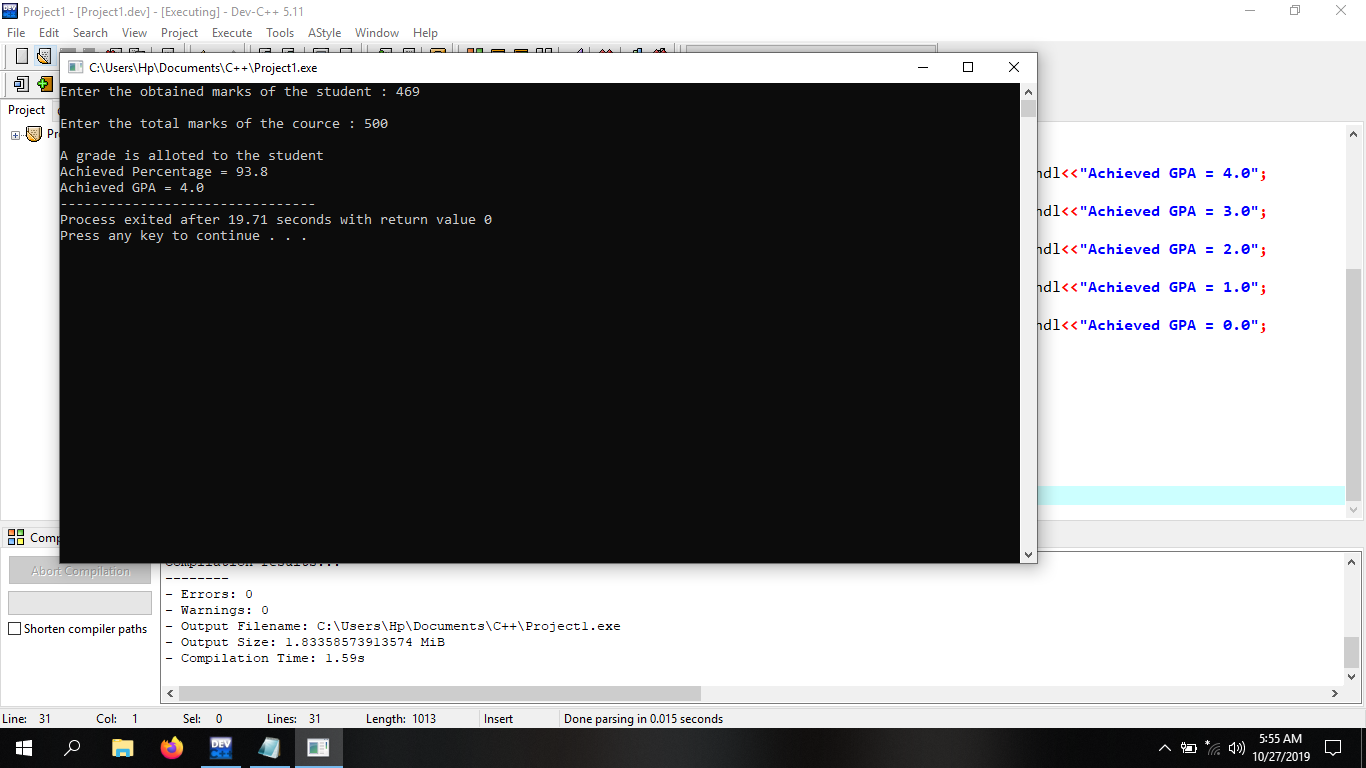 Project1 - [Project1.dev] - [Executing] - Dev-C++ 5.11
File Edit Search View Project Execute Tools AStyle Window Help
C:\Users\Hp\Documents\C++\Project1.exe
Enter the obtained marks of the student : 469
Enter the total marks of the cource : 500
A grade is alloted to the student
Achieved Percentage = 93.8
Achieved GPA = 4.0
--------------------------------
Process exited after 19.71 seconds with return value 0
Press any key to continue . . .
Project
ndl<<"Achieved GPA = 4.0";
ndl<<"Achieved GPA = 3.0";
ndl<<"Achieved GPA = 2.0";
ndl<<"Achieved GPA = 1.0";
ndl<<"Achieved GPA = 0.0";
Abort Compilation
Shorten compiler paths
Compilation results...
--------
- Errors: 0
- Warnings: 0
- Output Filename: C:\Users\Hp\Documents\C++\Project1.exe
- Output Size: 1.83358573913574 MiB
- Compilation Time: 1.59s
Line: 31 Col: 1 Sel: 0 Lines: 31 Length: 1013 Insert Done parsing in 0.015 seconds
DEV C++
5:55 AM
10/27/2019